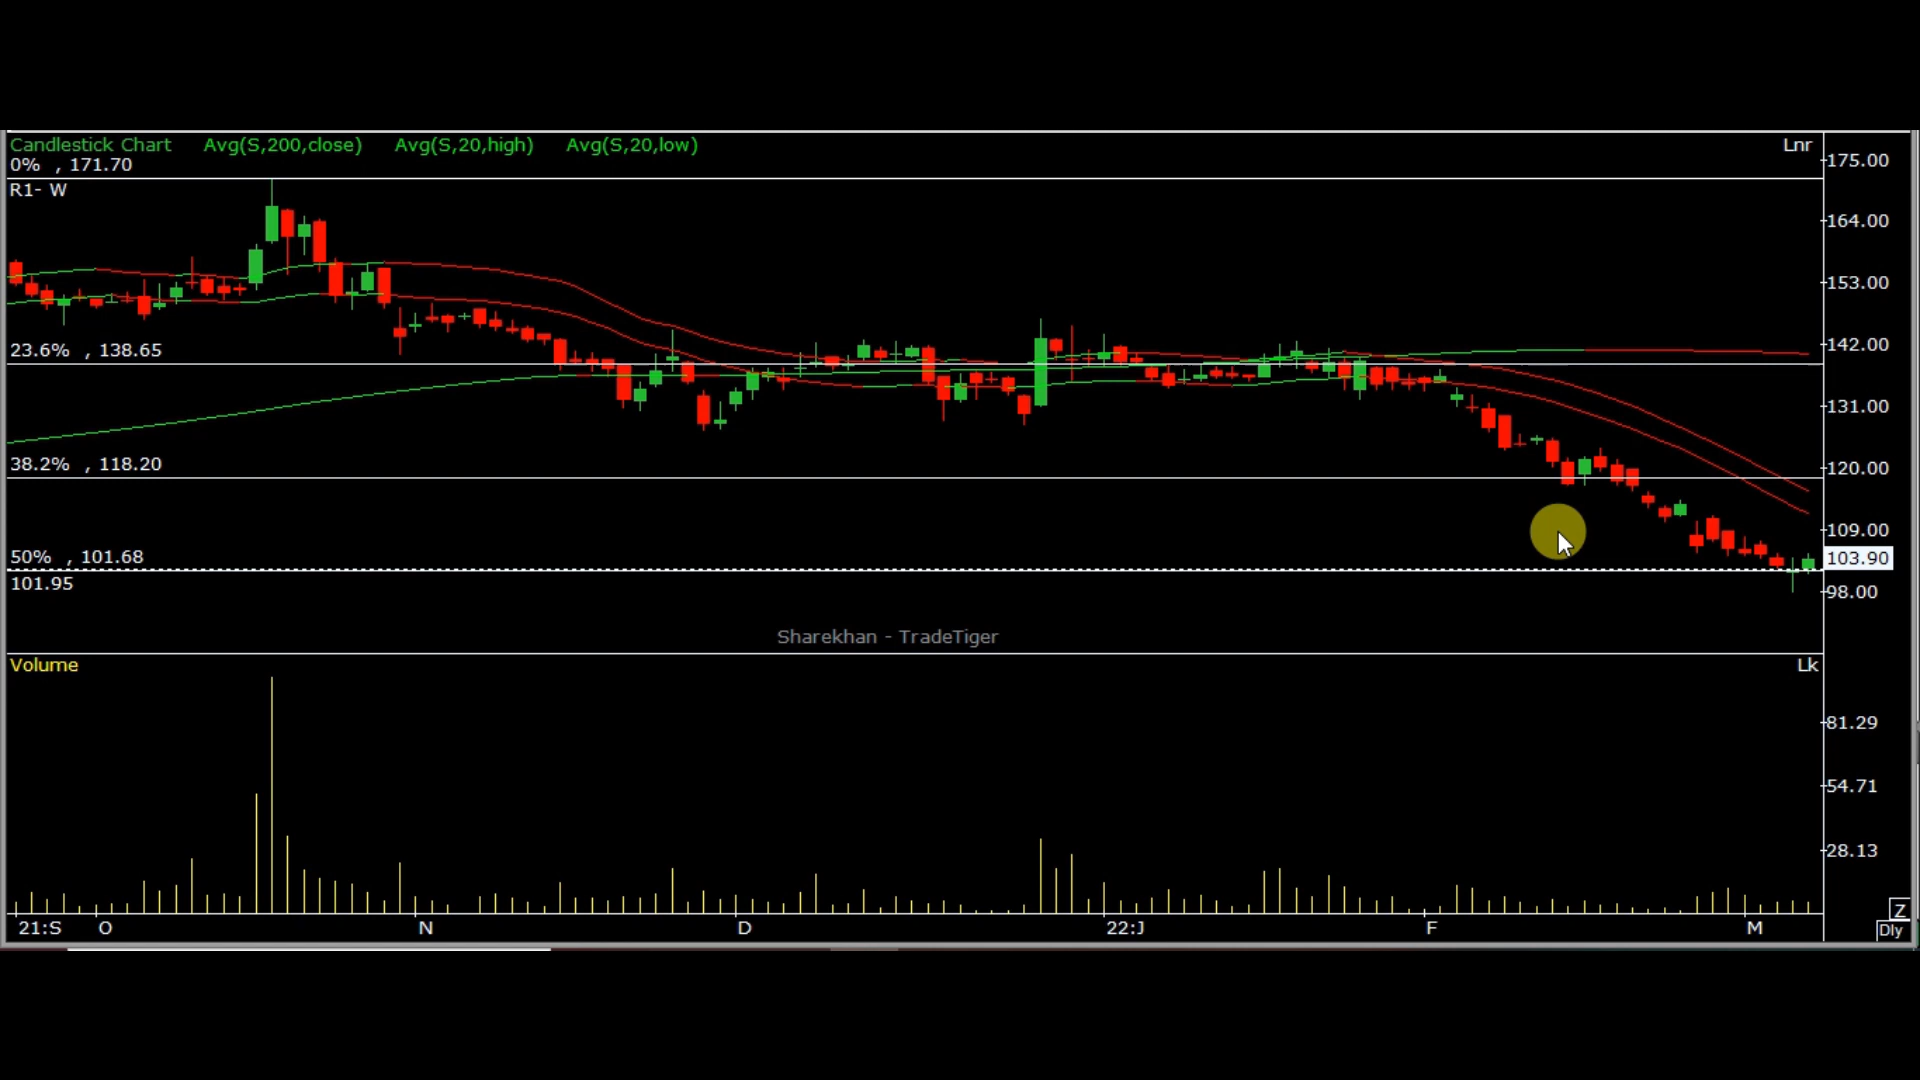 Candlestick Chart Avg(S,200,close) Avg(S,20,high) Avg(S,20,low) Lnr
0% , 171.70
R1- W
175.00
164.00
153.00
142.00
23.6% , 138.65
131.00
38.2% , 118.20
120.00
109.00
50% , 101.68
103.90
101.95
98.00
Sharekhan - TradeTiger
Volume Lk
81.29
54.71
28.13
Z
21:S O N D 22:J F M Dly